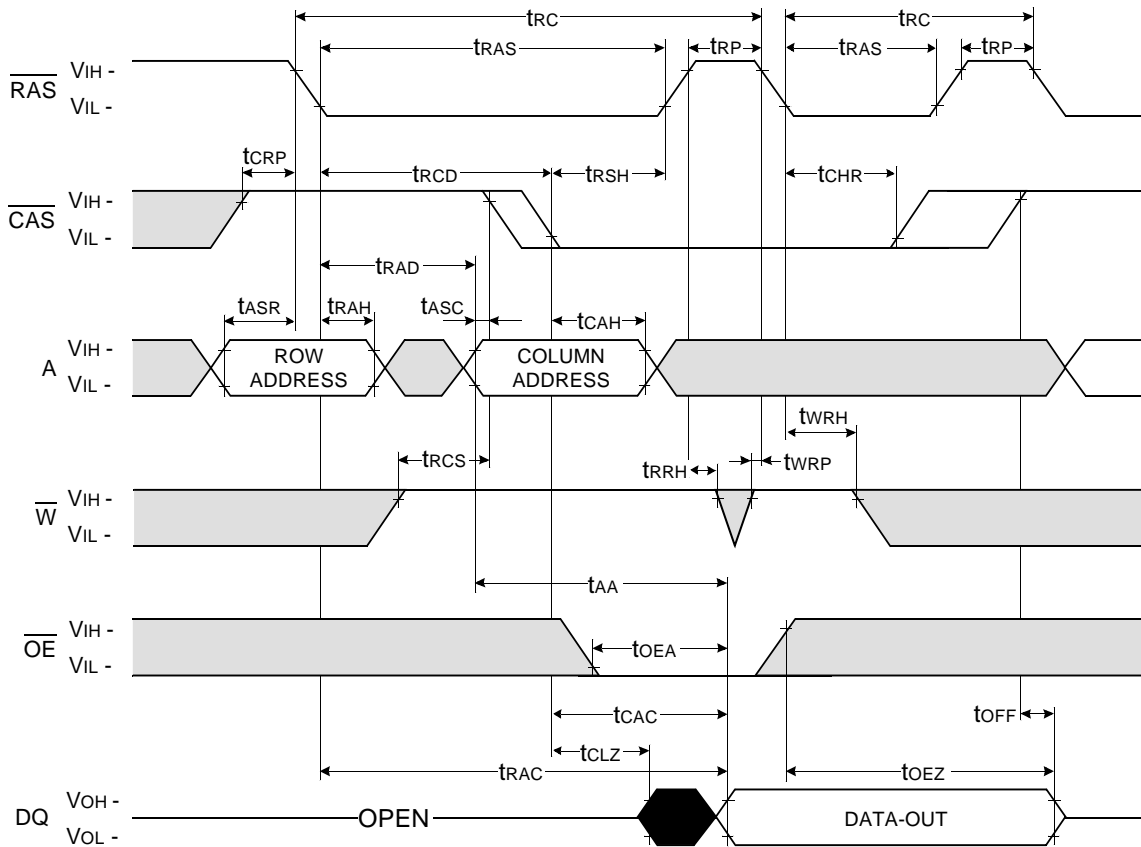 tRC tRC
tRAS tRP tRAS tRP
RAS VIH -
VIL -
tCRP tRCD tRSH tCHR
CAS VIH -
VIL -
tRAD
tASR tRAH tASC tCAH
A VIH -
VIL -
ROW ADDRESS
COLUMN ADDRESS
tWRH
tRCS tRRH tWRP
W VIH -
VIL -
tAA
OE VIH -
VIL -
tOEA
tCAC tOFF
tCLZ
tRAC tOEZ
DQ VOH -
VOL -
OPEN DATA-OUT